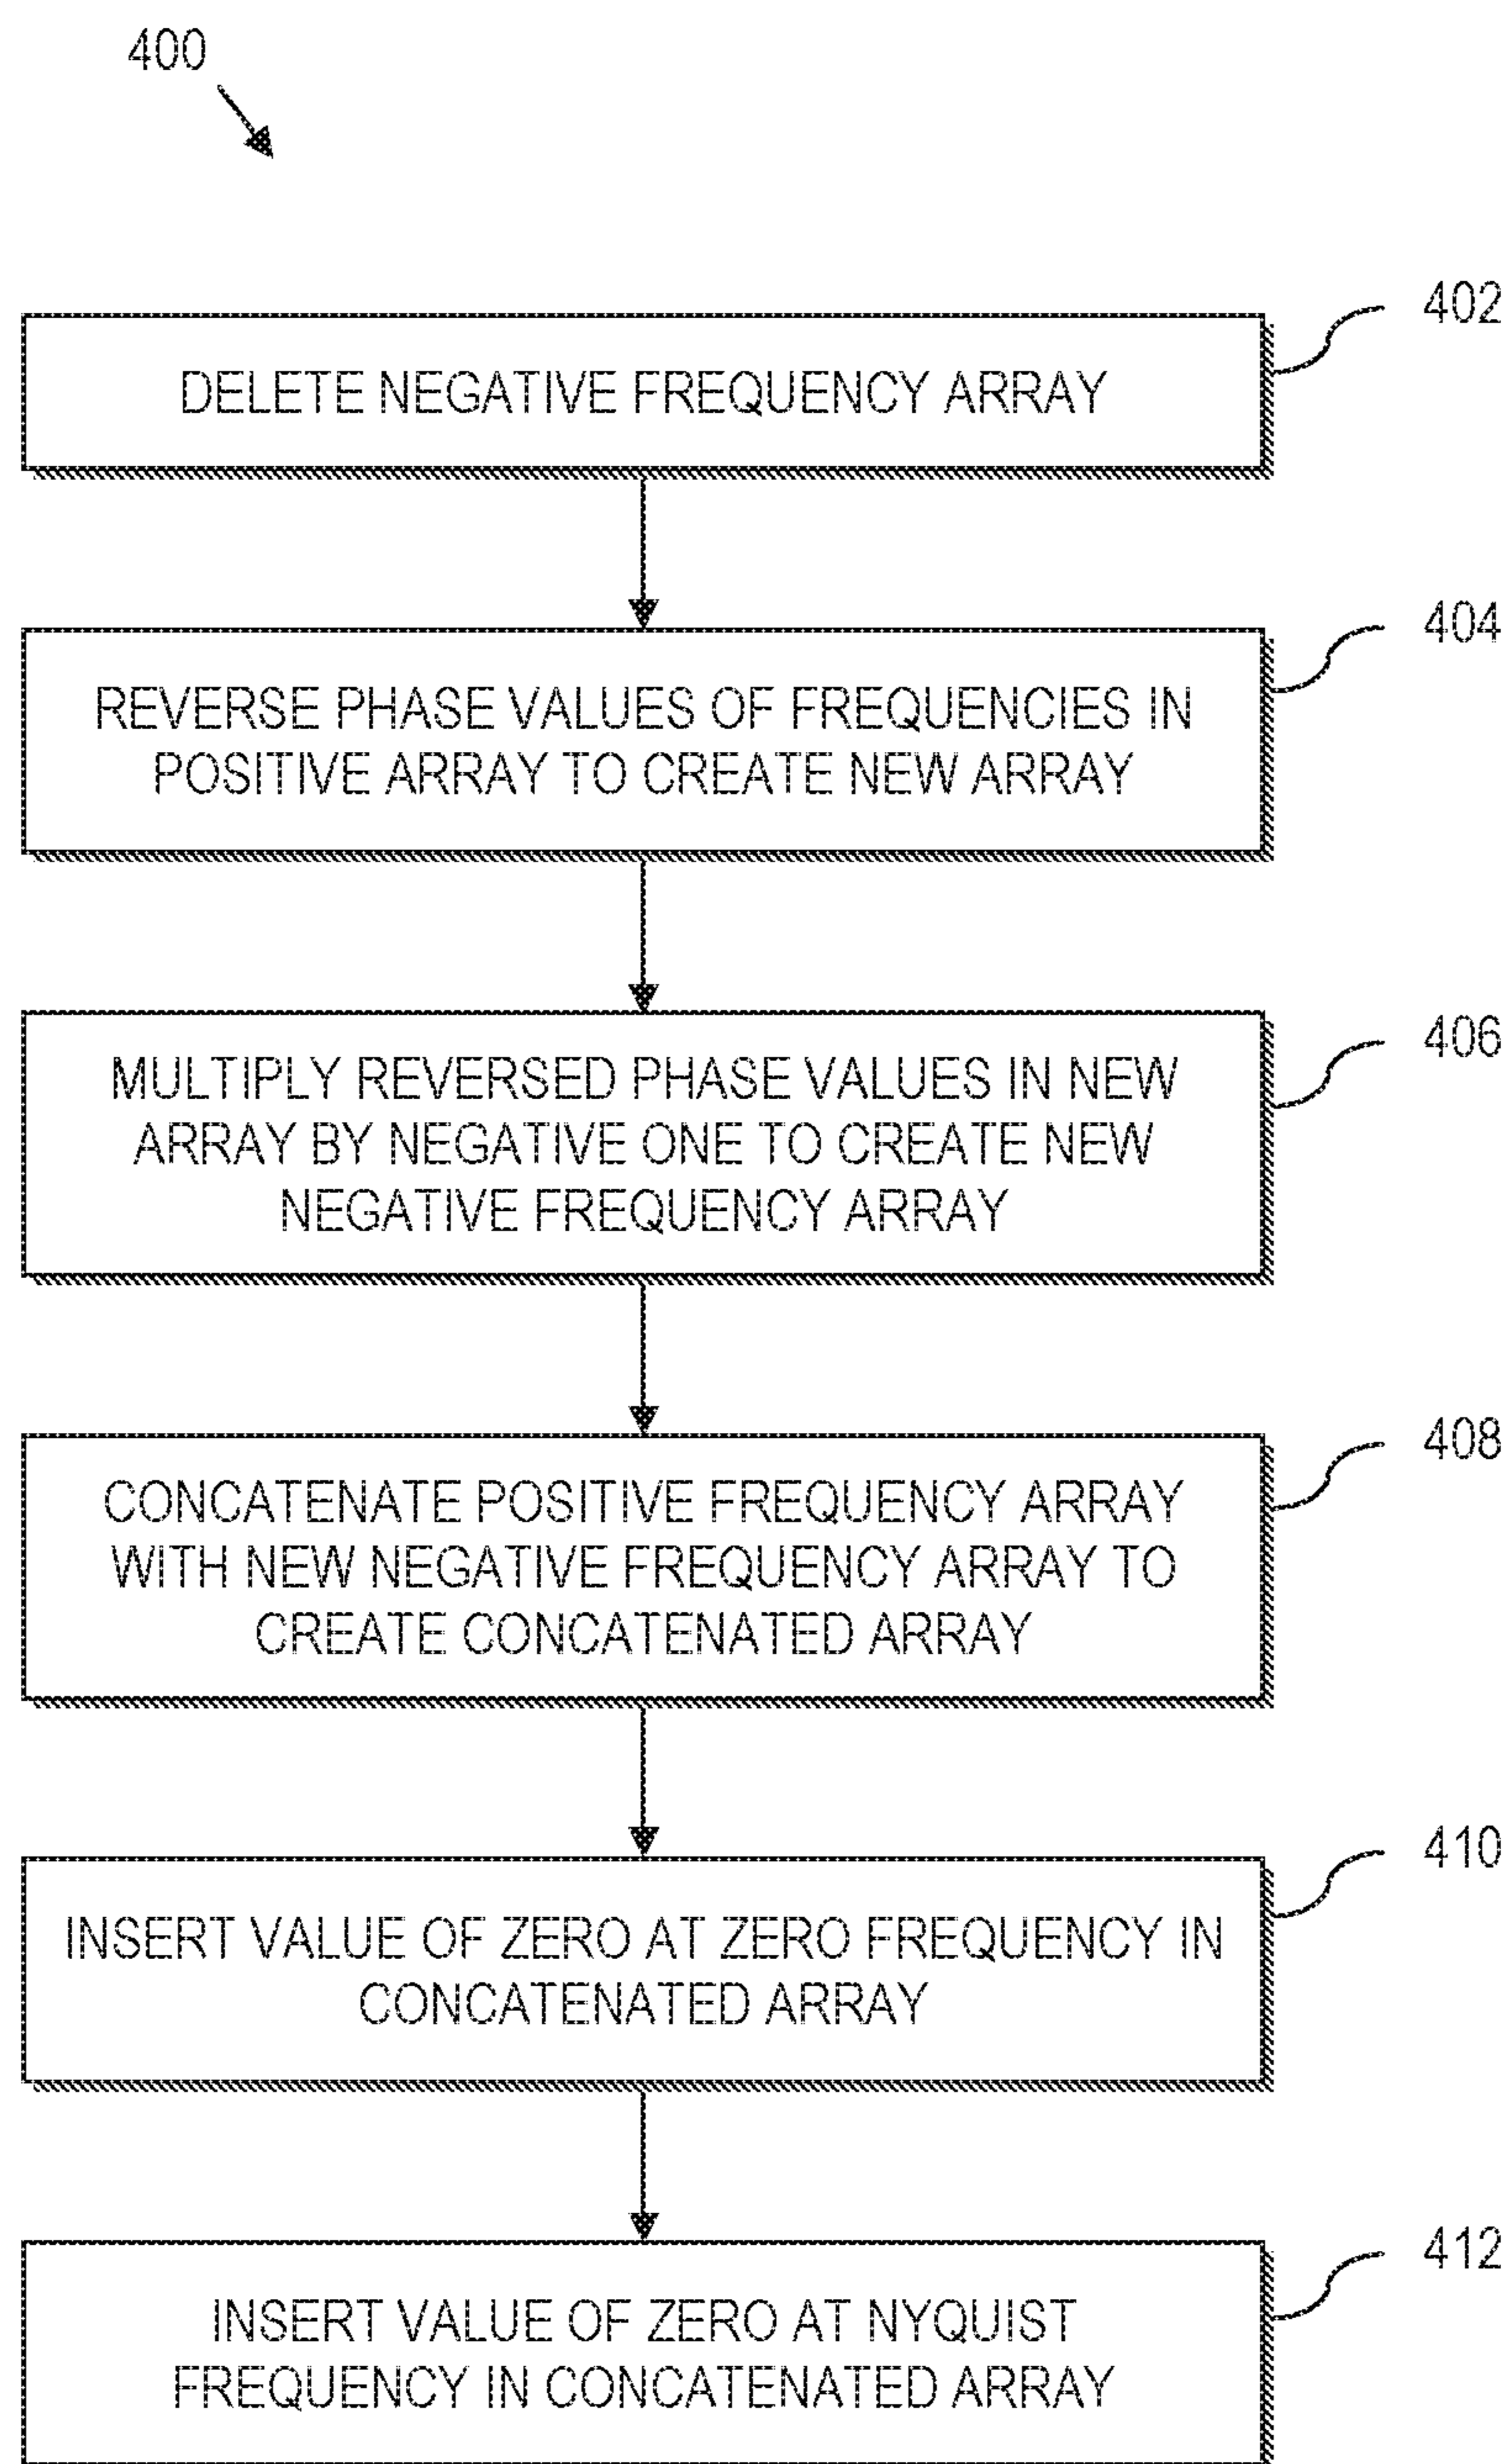 400
402
DELETE NEGATIVE FREQUENCY ARRAY
404
REVERSE PHASE VALUES OF FREQUENCIES IN
POSITIVE ARRAY TO CREATE NEW ARRAY
406
MULTIPLY REVERSED PHASE VALUES IN NEW
ARRAY BY NEGATIVE ONE TO CREATE NEW
NEGATIVE FREQUENCY ARRAY
408
CONCATENATE POSITIVE FREQUENCY ARRAY
WITH NEW NEGATIVE FREQUENCY ARRAY TO
CREATE CONCATENATED ARRAY
410
INSERT VALUE OF ZERO AT ZERO FREQUENCY IN
CONCATENATED ARRAY
412
INSERT VALUE OF ZERO AT NYQUIST
FREQUENCY IN CONCATENATED ARRAY